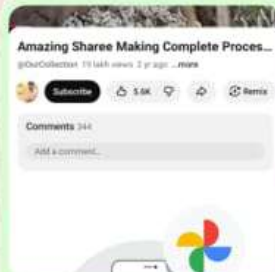 Amazing Sharee Making Complete Proces...
@OurCollection 19 lakh views 2 yr ago ...more
Subscribe 5.6K Remix
Comments 344
Add a comment...